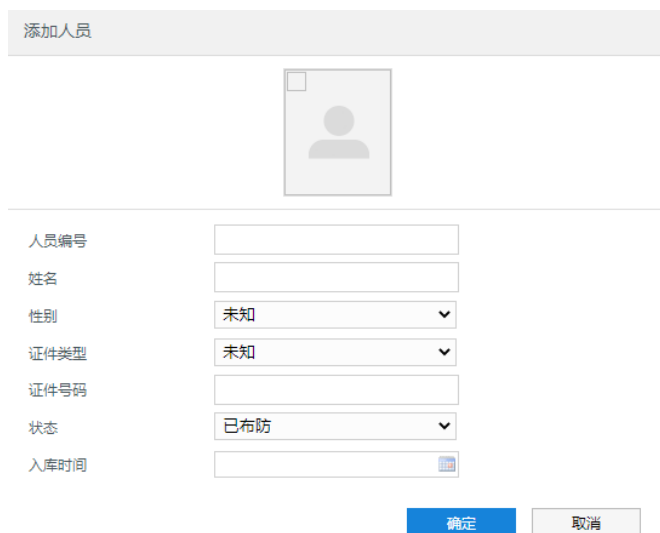 添加人员
人员编号
姓名
性别 未知
证件类型 未知
证件号码
状态 已布防
入库时间
确定 取消